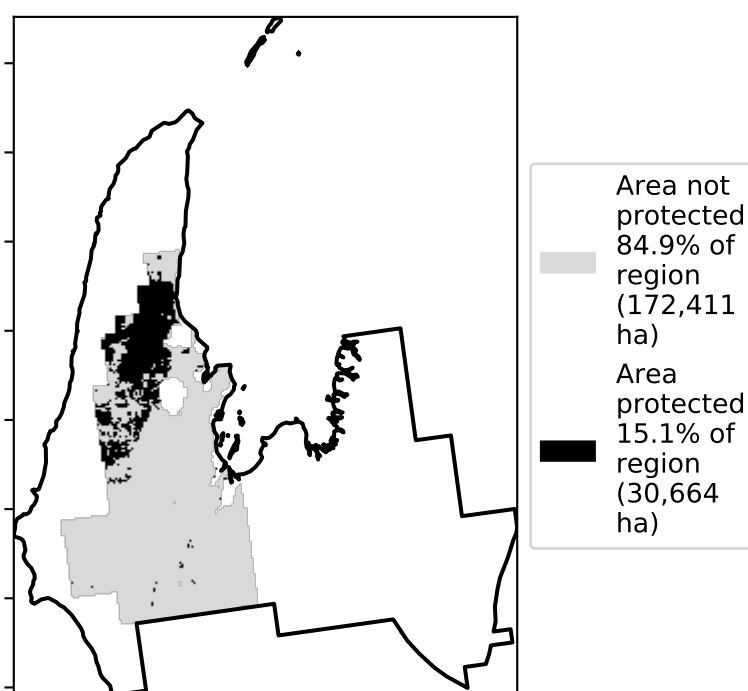 Area not
protected
84.9% of
region
(172,411
ha)
Area
protected
15.1% of
region
(30,664
ha)